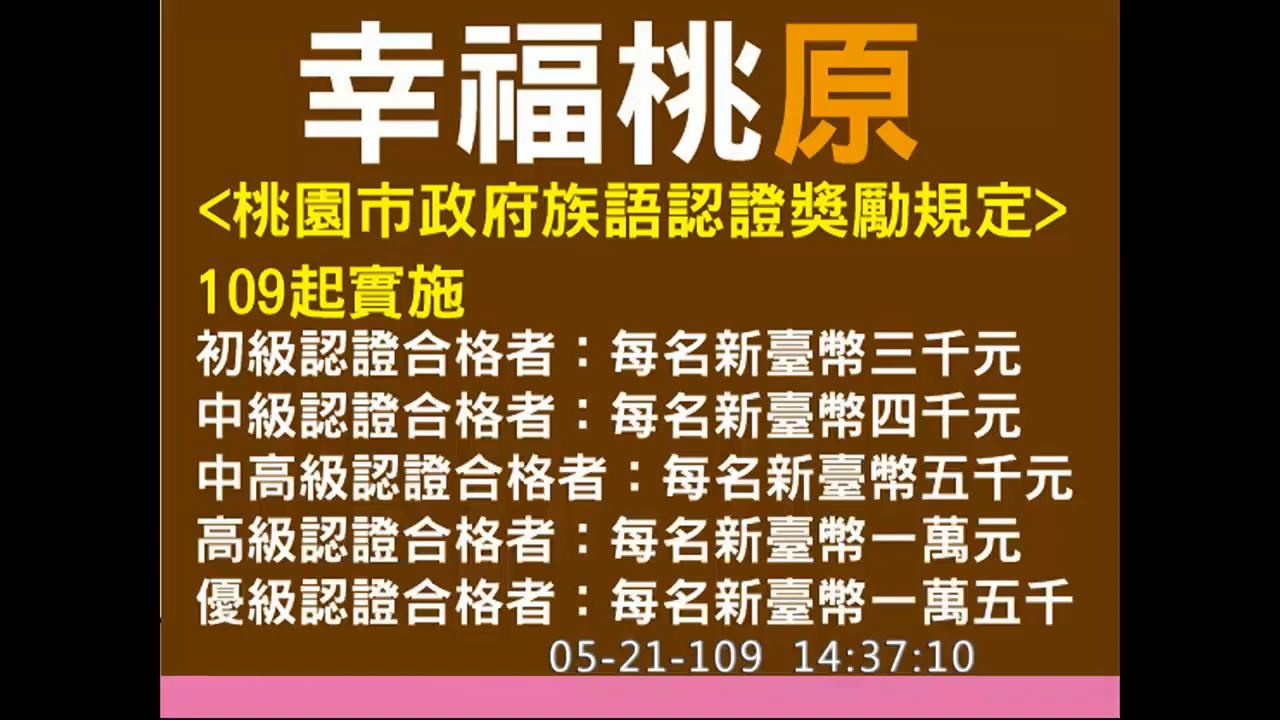 幸福桃原
<桃園市政府族語認證獎勵規定>
109起實施
初級認證合格者：每名新臺幣三千元
中級認證合格者：每名新臺幣四千元
中高級認證合格者：每名新臺幣五千元
高級認證合格者：每名新臺幣一萬元
優級認證合格者：每名新臺幣一萬五千
05-21-109 14:37:10